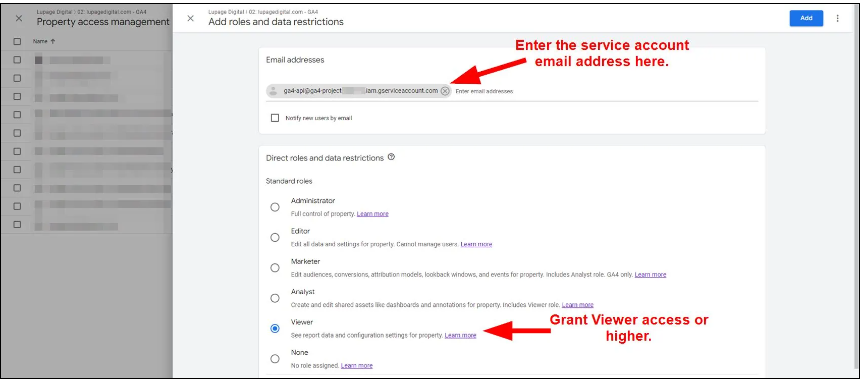 Lupage Digital › 02. lupagedigital.com - GA4
Property access management
Name
Lupage Digital › 02. lupagedigital.com - GA4
Add roles and data restrictions
Add
Enter the service account
email address here.
Email addresses
ga4-api@ga4-project iam.gserviceaccount.com Enter email addresses
Notify new users by email
Direct roles and data restrictions
Standard roles
Administrator
Full control of property. Learn more
Editor
Edit all data and settings for property. Cannot manage users. Learn more
Marketer
Edit audiences, conversions, attribution models, lookback windows, and events for property. Includes Analyst role. GA4 only. Learn more
Analyst
Create and edit shared assets like dashboards and annotations for property. Includes Viewer role. Learn more
Viewer
See report data and configuration settings for property. Learn more
Grant Viewer access or
higher.
None
No role assigned. Learn more